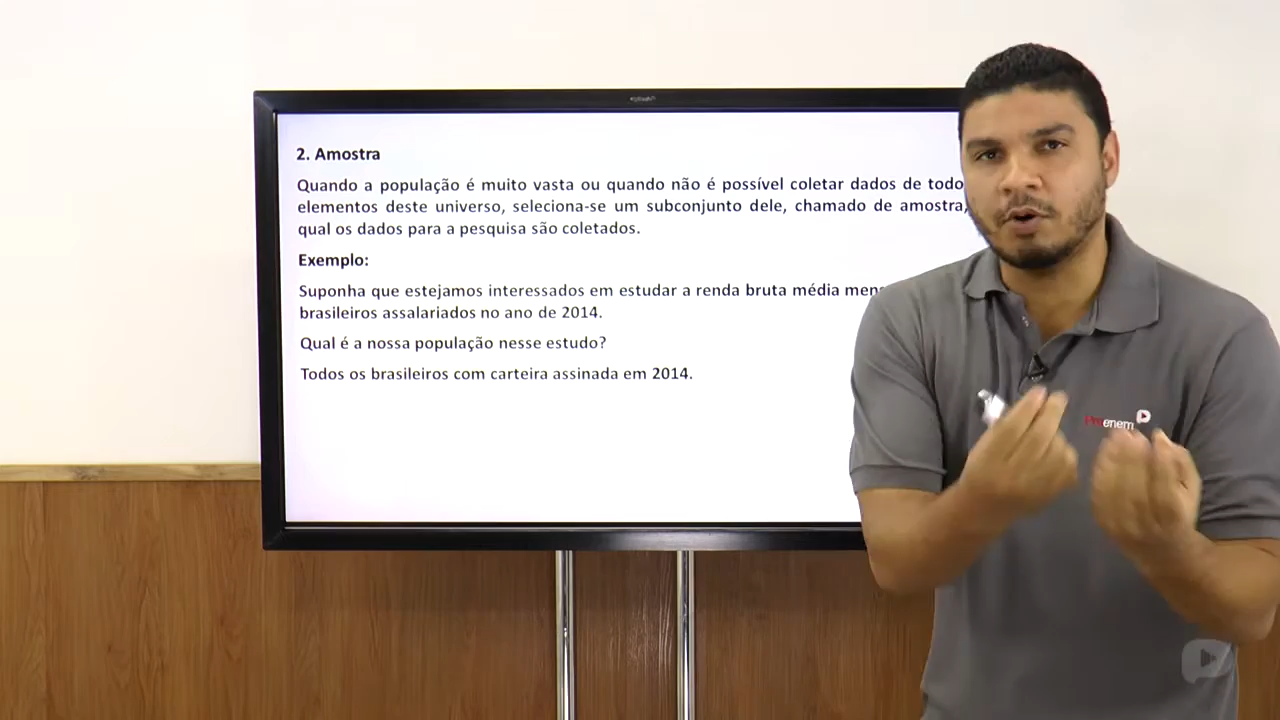 2. Amostra
Quando a população é muito vasta ou quando não é possível coletar dados de todo
elementos deste universo, seleciona-se um subconjunto dele, chamado de amostra,
qual os dados para a pesquisa são coletados.
Exemplo:
Suponha que estejamos interessados em estudar a renda bruta média men
brasileiros assalariados no ano de 2014.
Qual é a nossa população nesse estudo?
Todos os brasileiros com carteira assinada em 2014.
Proenem